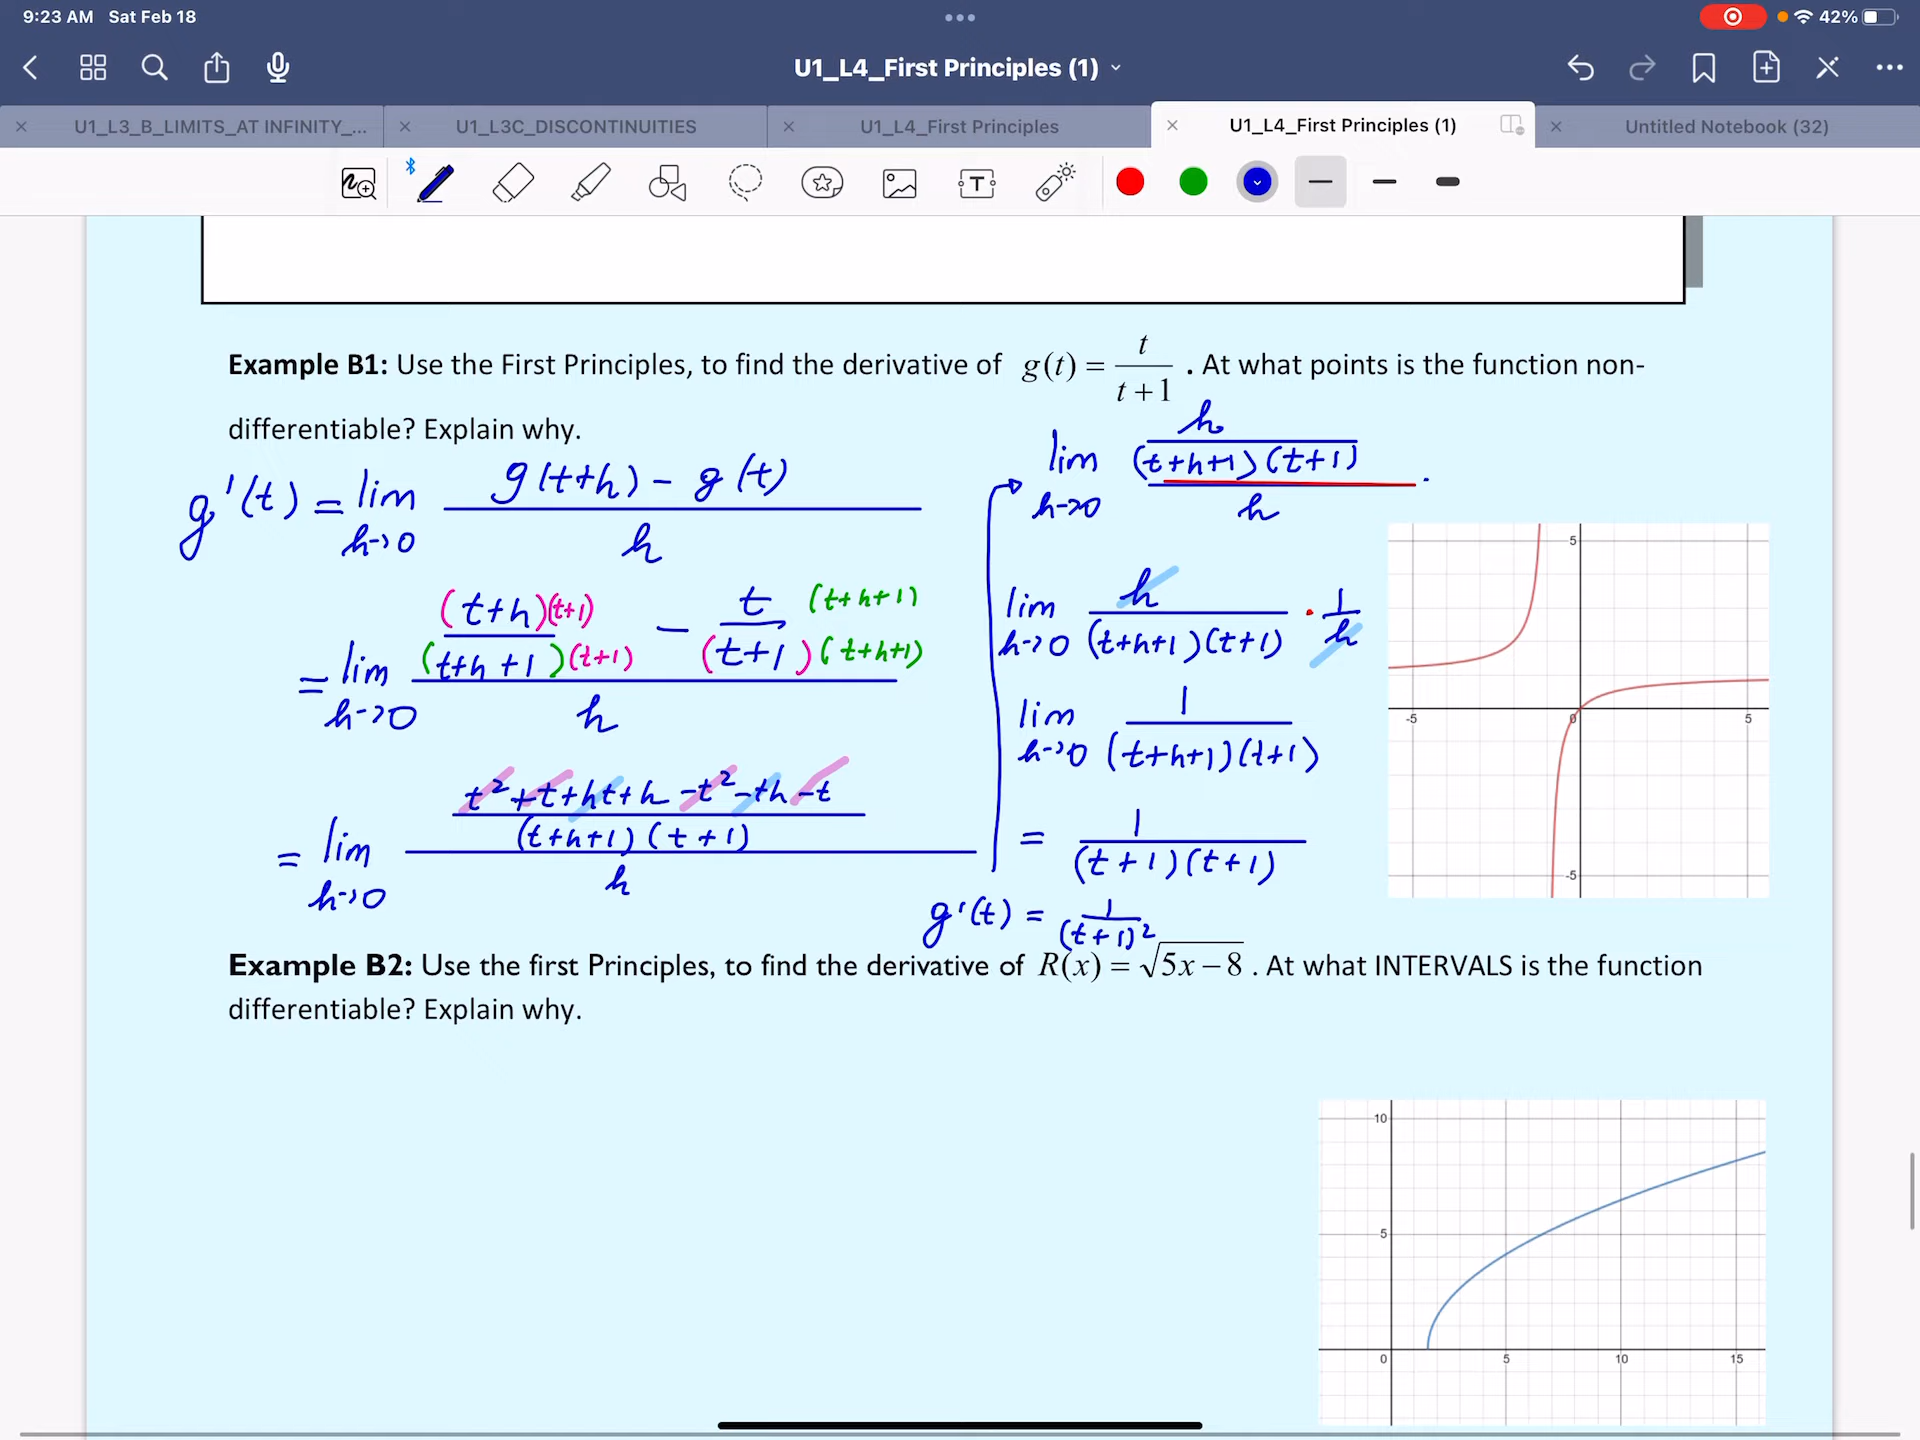 9:23 AM Sat Feb 18
42%
U1_L4_First Principles (1)
U1_L3_B_LIMITS_AT INFINITY_...
U1_L3C_DISCONTINUITIES
U1_L4_First Principles
U1_L4_First Principles (1)
Untitled Notebook (32)
Example B1: Use the First Principles, to find the derivative of g(t) = t/(t+1) . At what points is the function non-
differentiable? Explain why.
g'(t) = lim h→0 (g(t+h) - g(t))/h
= lim h→0 ((t+h)(t+1)/(t+h+1)(t+1) - t(t+h+1)/(t+1)(t+h+1))/h
= lim h→0 ((t²+t+ht+h-t²-th-t)/(t+h+1)(t+1))/h
lim h→0 (h/(t+h+1)(t+1))/h .
lim h→0 h/(t+h+1)(t+1) · 1/h
lim h→0 1/(t+h+1)(t+1)
= 1/(t+1)(t+1)
g'(t) = 1/(t+1)²
5
-5
0
5
-5
Example B2: Use the first Principles, to find the derivative of R(x) = √(5x-8) . At what INTERVALS is the function
differentiable? Explain why.
10
5
0
5
10
15